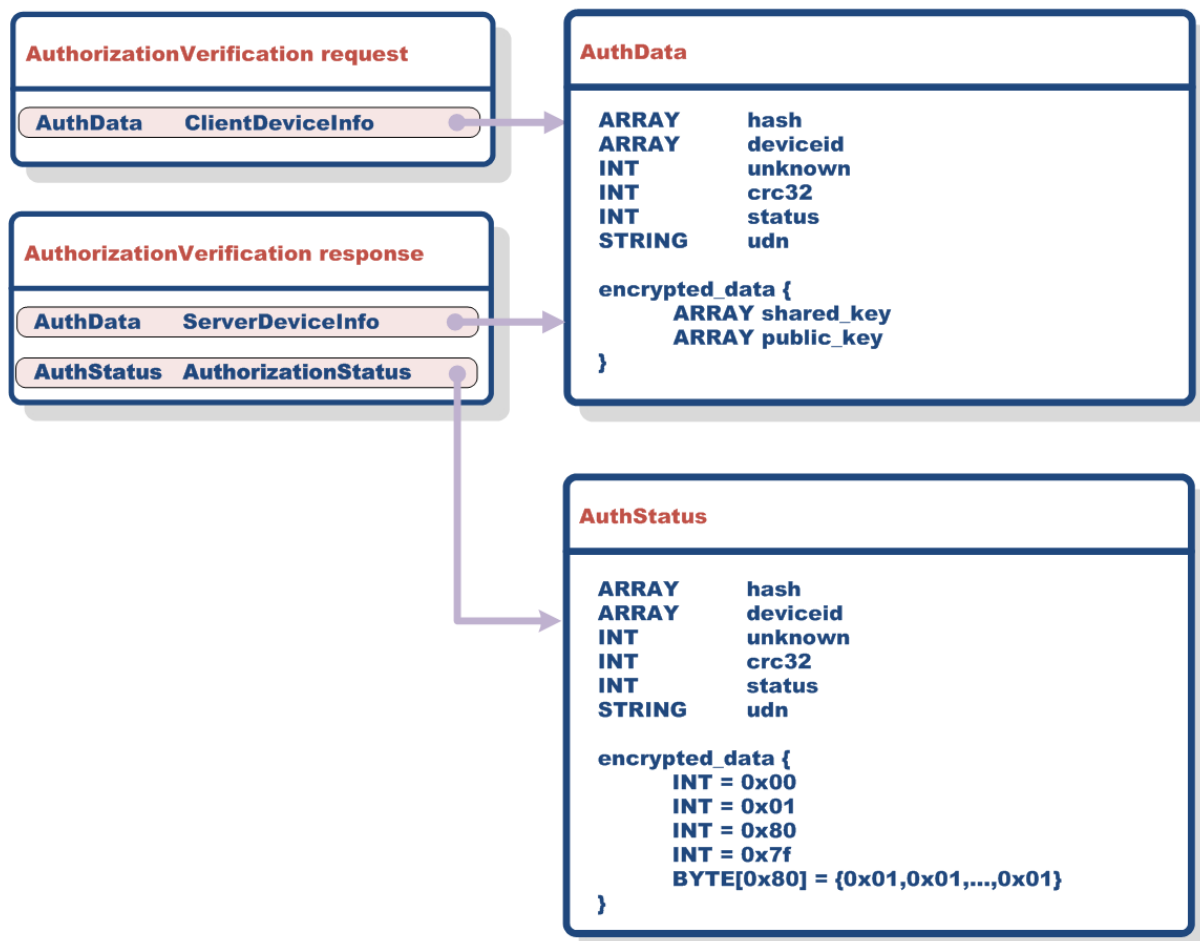 AuthorizationVerification request
AuthData ClientDeviceInfo
AuthorizationVerification response
AuthData ServerDeviceInfo
AuthStatus AuthorizationStatus
AuthData
ARRAY hash
ARRAY deviceid
INT unknown
INT crc32
INT status
STRING udn
encrypted_data {
ARRAY shared_key
ARRAY public_key
}
AuthStatus
ARRAY hash
ARRAY deviceid
INT unknown
INT crc32
INT status
STRING udn
encrypted_data {
INT = 0x00
INT = 0x01
INT = 0x80
INT = 0x7f
BYTE[0x80] = {0x01,0x01,...,0x01}
}